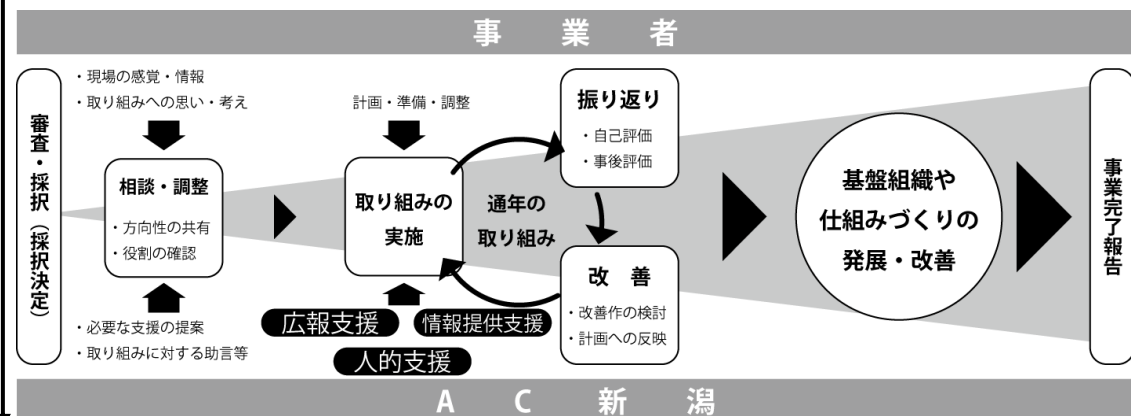 事業者
審査・採択（採択決定）
・現場の感覚・情報
・取り組みへの思い・考え
相談・調整
・方向性の共有
・役割の確認
・必要な支援の提案
・取り組みに対する助言等
計画・準備・調整
取り組みの
実施
広報支援
情報提供支援
人的支援
通年の
取り組み
振り返り
・自己評価
・事後評価
改　善
・改善作の検討
・計画への反映
基盤組織や
仕組みづくりの
発展・改善
事業完了報告
AC新潟